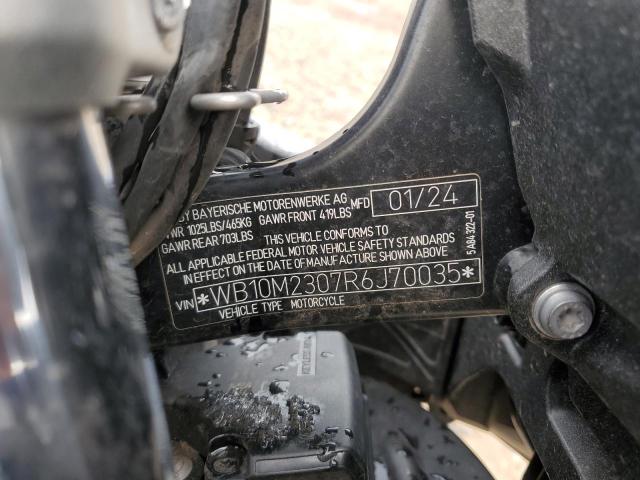 BY BAYERISCHE MOTORENWERKE AG MFD 01/24
1025LBS/465KG GAWR FRONT 419LBS
GAWR REAR 703LBS THIS VEHICLE CONFORMS TO
ALL APPLICABLE FEDERAL MOTOR VEHICLE SAFETY STANDARDS
IN EFFECT ON THE DATE OF MANUFACTURE SHOWN ABOVE
VIN *WB10M2307R6J70035*
VEHICLE TYPE MOTORCYCLE
5 A84 322-01